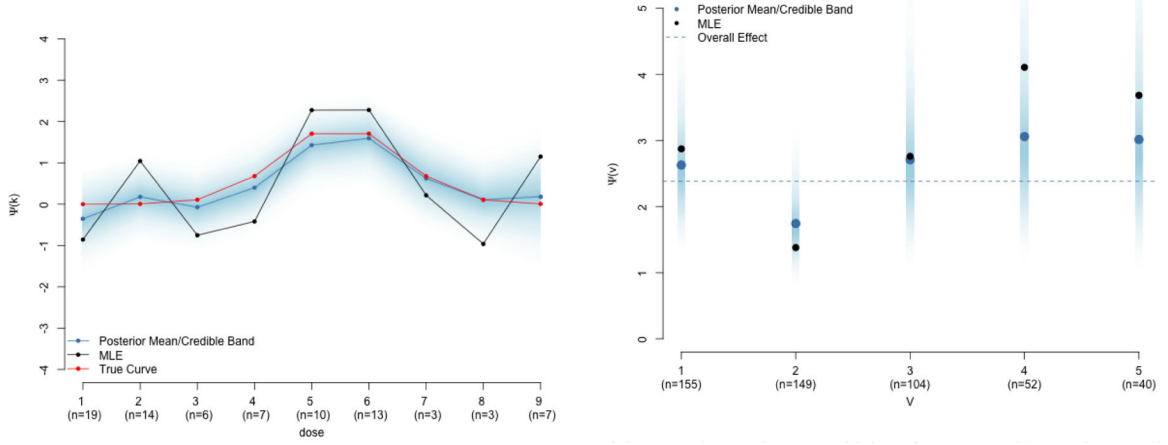 Ψ(k)
4
3
2
1
0
-1
-2
-3
-4
Posterior Mean/Credible Band
MLE
True Curve
1 2 3 4 5 6 7 8 9
(n=19) (n=14) (n=6) (n=7) (n=10) (n=13) (n=3) (n=3) (n=7)
dose
Ψ(v)
5
4
3
2
1
0
Posterior Mean/Credible Band
MLE
Overall Effect
1 2 3 4 5
(n=155) (n=149) (n=104) (n=52) (n=40)
V